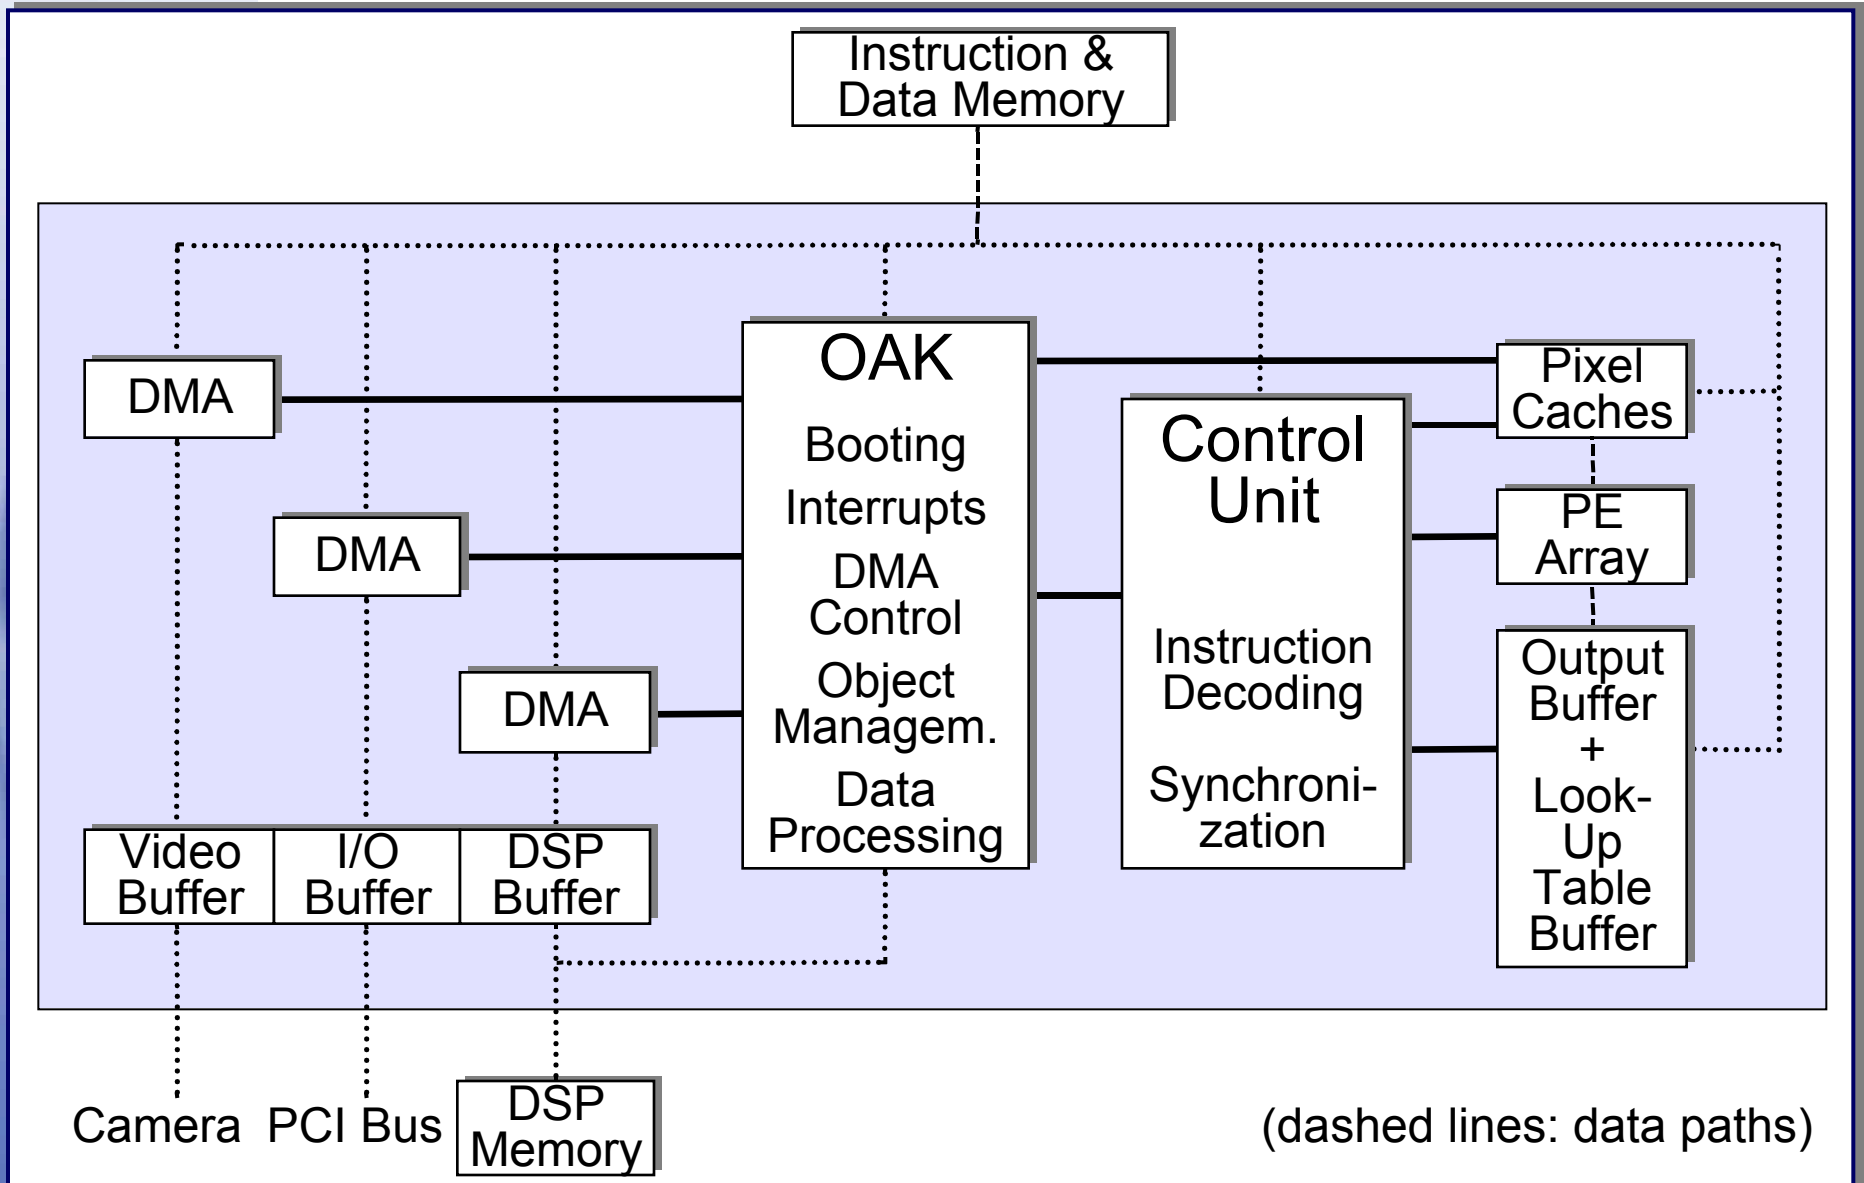 Instruction &
Data Memory
DMA
DMA
DMA
OAK
Booting
Interrupts
DMA
Control
Object
Managem.
Data
Processing
Control
Unit
Instruction
Decoding
Synchroni-
zation
Pixel
Caches
PE
Array
Output
Buffer
+
Look-
Up
Table
Buffer
Video
Buffer
I/O
Buffer
DSP
Buffer
Camera
PCI Bus
DSP
Memory
(dashed lines: data paths)